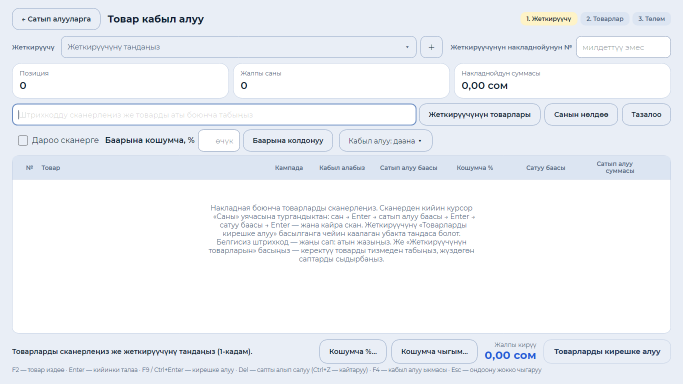 ← Сатып алууларга
Товар кабыл алуу
1. Жеткирүүчү
2. Товарлар
3. Төлөм
Жеткирүүчү
Жеткирүүчүнү тандаңыз
+
Жеткирүүчүнүн накладнойунун №
милдеттүү эмес
Позиция
0
Жалпы саны
0
Накладнойдун суммасы
0,00 сом
Штрихкодду сканерлеңиз же товарды аты боюнча табыңыз
Жеткирүүчүнүн товарлары
Санын нөлдөө
Тазалоо
Дароо сканерге
Баарына кошумча, %
өчүк
Баарына колдонуу
Кабыл алуу: даана
№
Товар
Кампада
Кабыл алабыз
Сатып алуу баасы
Кошумча %
Сатуу баасы
Сатып алуу
суммасы
Накладная боюнча товарларды сканерлеңиз. Сканерден кийин курсор
«Саны» уячасына тургандыктан: сан → Enter → сатып алуу баасы → Enter →
сатуу баасы → Enter — жана кайра скан. Жеткирүүчүнү «Товарларды
кирешке алуу» басылганга чейин каалаган убакта тандаса болот.
Белгисиз штрихкод — жаңы сап: атын жазыңыз. Же «Жеткирүүчүнүн
товарларын» басыңыз — керектүү товарды тизмеден табыңыз, жүздөгөн
саптарды сыдырбаңыз.
Товарларды сканерлеңиз же жеткирүүчүнү тандаңыз (1-кадам).
Кошумча %...
Кошумча чыгым...
Жалпы кирүү
0,00 сом
Товарларды кирешке алуу
F2 — товар издөө · Enter — кийинки талаа · F9 / Ctrl+Enter — кирешке алуу · Del — сапты алып салуу (Ctrl+Z — кайтаруу) · F4 — кабыл алуу ыкмасы · Esc — оңдоону жокко чыгаруу